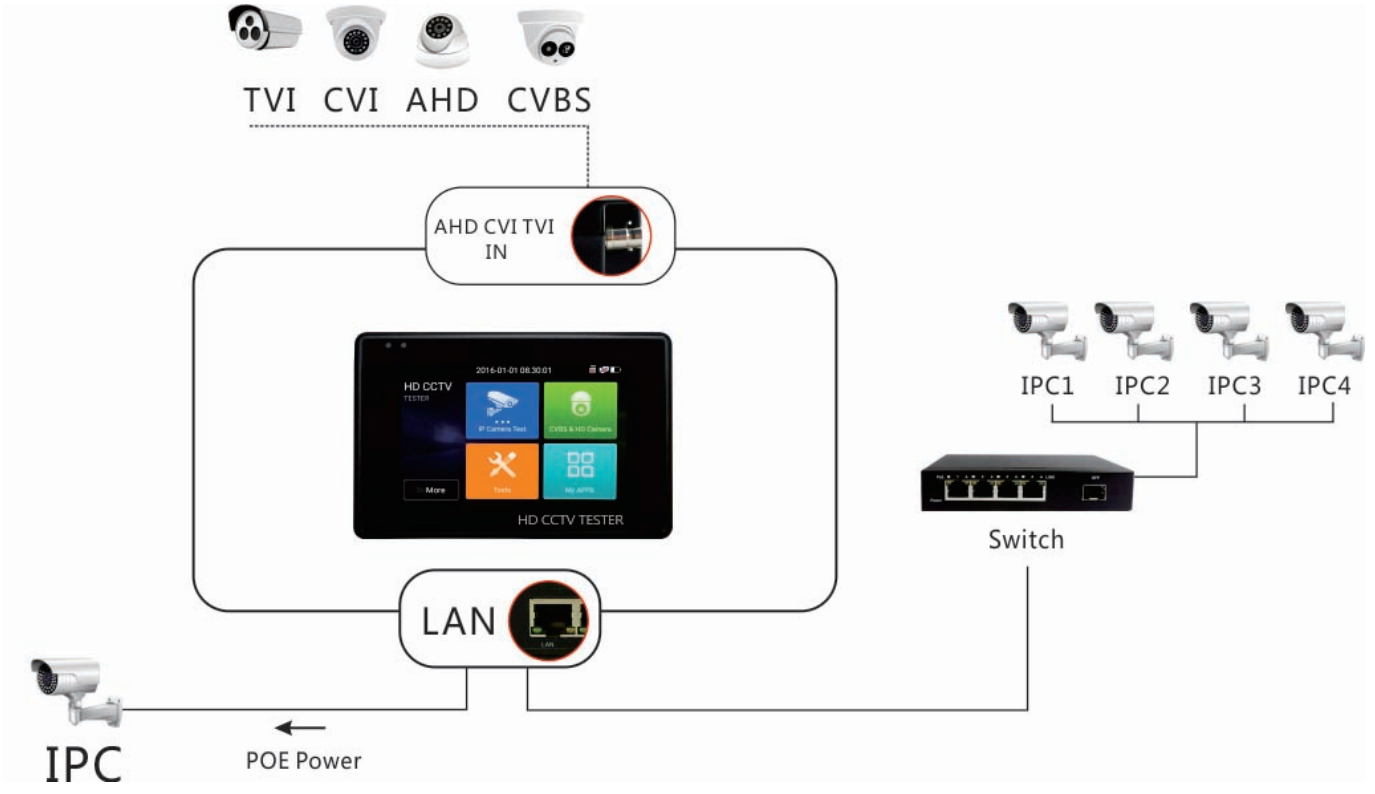 TVI CVI AHD CVBS
AHD CVI TVI
IN
2016-01-01 08:30:01
HD CCTV
TESTER
IP Camera Test
CVBS & HD Camera
More
Tools
My APPS
HD CCTV TESTER
IPC1 IPC2 IPC3 IPC4
SFP
Switch
LAN
LAN
IPC
POE Power